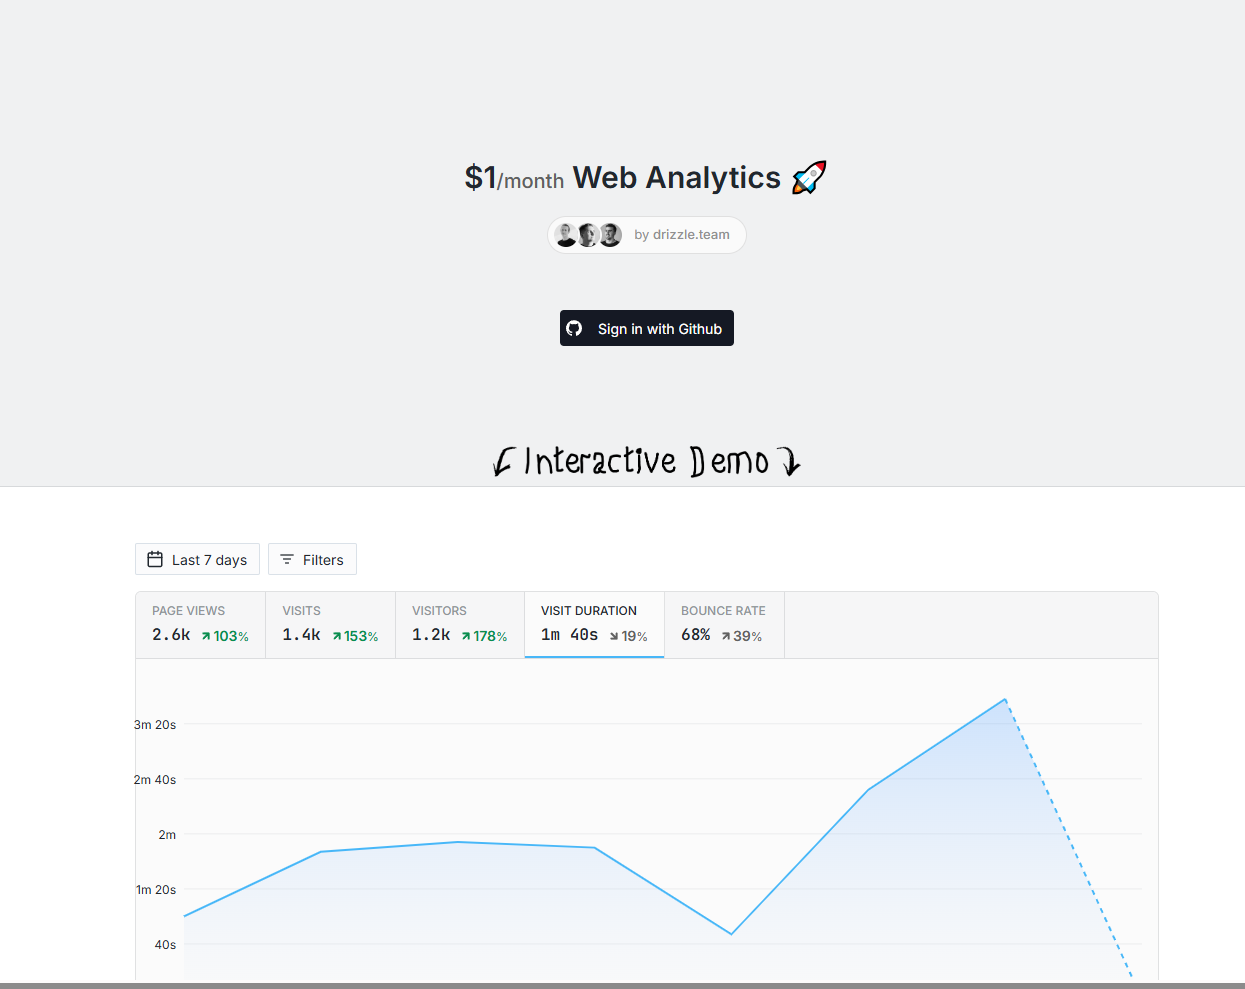 $1/month Web Analytics 🚀
by drizzle.team
Sign in with Github
Interactive Demo
Last 7 days Filters
PAGE VIEWS VISITS VISITORS VISIT DURATION BOUNCE RATE
2.6k 103% 1.4k 153% 1.2k 178% 1m 40s 19% 68% 39%
3m 20s
2m 40s
2m
1m 20s
40s